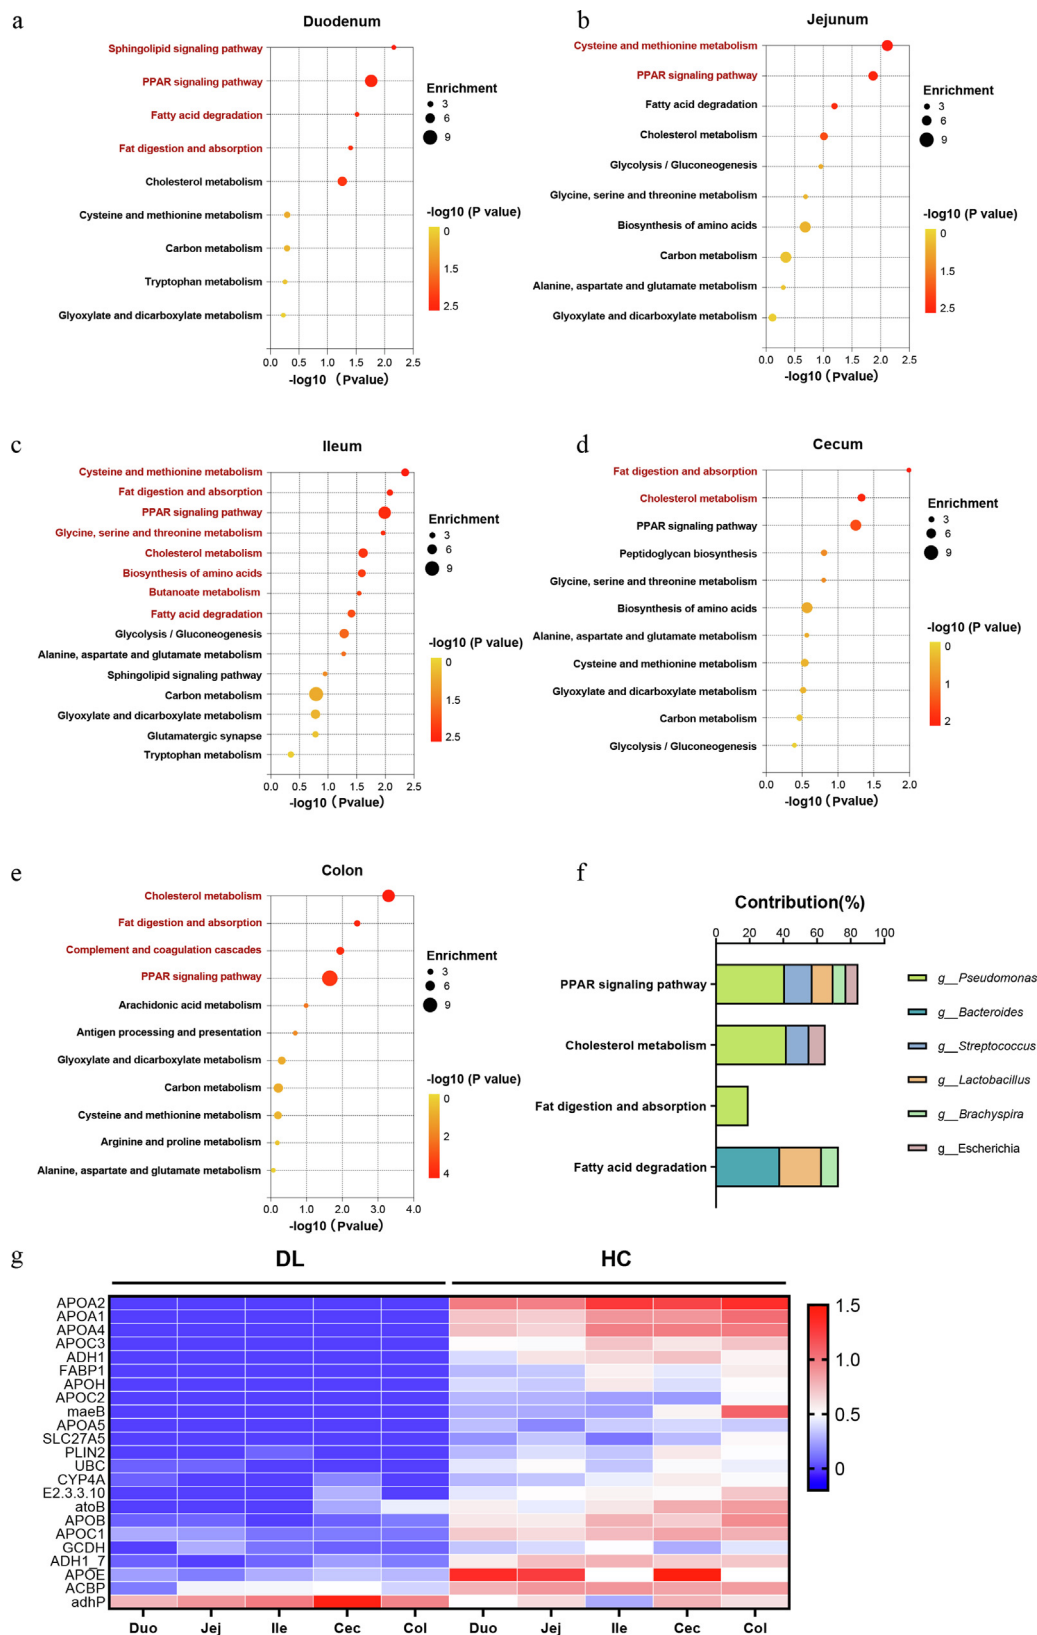 a
Duodenum
Sphingolipid signaling pathway
PPAR signaling pathway
Fatty acid degradation
Fat digestion and absorption
Cholesterol metabolism
Cysteine and methionine metabolism
Carbon metabolism
Tryptophan metabolism
Glyoxylate and dicarboxylate metabolism
0.0 0.5 1.0 1.5 2.0 2.5
-log10 (Pvalue)
Enrichment
3
6
9
-log10 (P value)
0
1.5
2.5
b
Jejunum
Cysteine and methionine metabolism
PPAR signaling pathway
Fatty acid degradation
Cholesterol metabolism
Glycolysis / Gluconeogenesis
Glycine, serine and threonine metabolism
Biosynthesis of amino acids
Carbon metabolism
Alanine, aspartate and glutamate metabolism
Glyoxylate and dicarboxylate metabolism
0.0 0.5 1.0 1.5 2.0 2.5
-log10 (Pvalue)
Enrichment
3
6
9
-log10 (P value)
0
1.5
2.5
c
Ileum
Cysteine and methionine metabolism
Fat digestion and absorption
PPAR signaling pathway
Glycine, serine and threonine metabolism
Cholesterol metabolism
Biosynthesis of amino acids
Butanoate metabolism
Fatty acid degradation
Glycolysis / Gluconeogenesis
Alanine, aspartate and glutamate metabolism
Sphingolipid signaling pathway
Carbon metabolism
Glyoxylate and dicarboxylate metabolism
Glutamatergic synapse
Tryptophan metabolism
0.0 0.5 1.0 1.5 2.0 2.5
-log10 (Pvalue)
Enrichment
3
6
9
-log10 (P value)
0
1.5
2.5
d
Cecum
Fat digestion and absorption
Cholesterol metabolism
PPAR signaling pathway
Peptidoglycan biosynthesis
Glycine, serine and threonine metabolism
Biosynthesis of amino acids
Alanine, aspartate and glutamate metabolism
Cysteine and methionine metabolism
Glyoxylate and dicarboxylate metabolism
Carbon metabolism
Glycolysis / Gluconeogenesis
0.0 0.5 1.0 1.5 2.0
-log10 (Pvalue)
Enrichment
3
6
9
-log10 (P value)
0
1
2
e
Colon
Cholesterol metabolism
Fat digestion and absorption
Complement and coagulation cascades
PPAR signaling pathway
Arachidonic acid metabolism
Antigen processing and presentation
Glyoxylate and dicarboxylate metabolism
Carbon metabolism
Cysteine and methionine metabolism
Arginine and proline metabolism
Alanine, aspartate and glutamate metabolism
0.0 1.0 2.0 3.0 4.0
-log10 (Pvalue)
Enrichment
3
6
9
-log10 (P value)
0
2
4
f
Contribution(%)
0 20 40 60 80 100
PPAR signaling pathway
Cholesterol metabolism
Fat digestion and absorption
Fatty acid degradation
g__Pseudomonas
g__Bacteroides
g__Streptococcus
g__Lactobacillus
g__Brachyspira
g__Escherichia
g
DL HC
APOA2
APOA1
APOA4
APOC3
ADH1
FABP1
APOH
APOC2
maeB
APOA5
SLC27A5
PLIN2
UBC
CYP4A
E2.3.3.10
atoB
APOB
APOC1
GCDH
ADH1_7
APOE
ACBP
adhP
Duo Jej Ile Cec Col Duo Jej Ile Cec Col
1.5
1.0
0.5
0